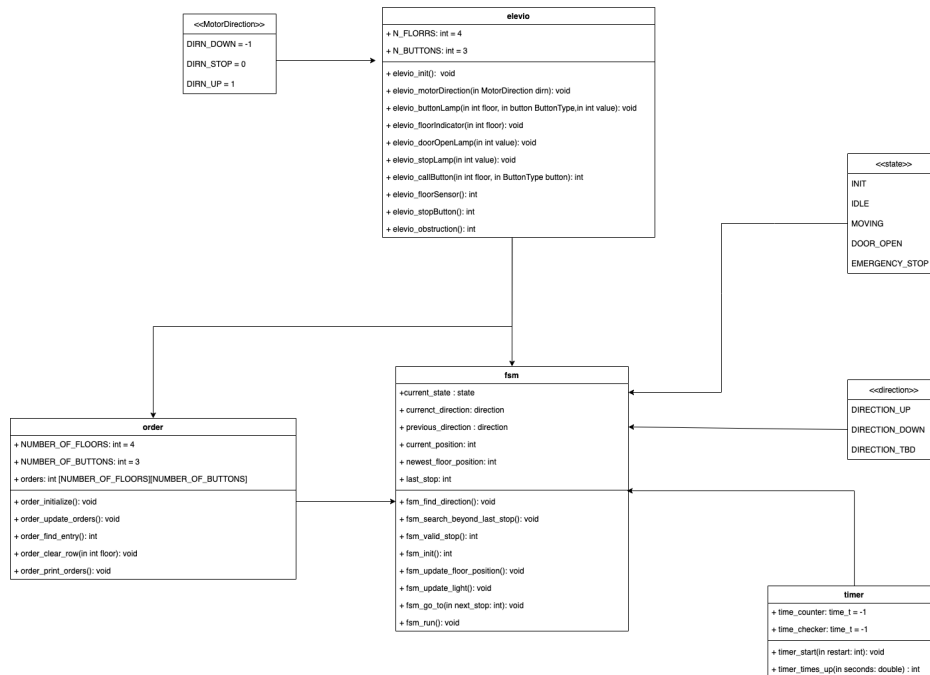 <<MotorDirection>>
DIRN_DOWN = -1
DIRN_STOP = 0
DIRN_UP = 1
elevio
+ N_FLORRS: int = 4
+ N_BUTTONS: int = 3
+ elevio_init(): void
+ elevio_motorDirection(in MotorDirection dirn): void
+ elevio_buttonLamp(in int floor, in button ButtonType,in int value): void
+ elevio_floorIndicator(in int floor): void
+ elevio_doorOpenLamp(in int value): void
+ elevio_stopLamp(in int value): void
+ elevio_callButton(in int floor, in ButtonType button): int
+ elevio_floorSensor(): int
+ elevio_stopButton(): int
+ elevio_obstruction(): int
<<state>>
INIT
IDLE
MOVING
DOOR_OPEN
EMERGENCY_STOP
fsm
+current_state : state
+ currenct_direction: direction
+ previous_direction : direction
+ current_position: int
+ newest_floor_position: int
+ last_stop: int
+ fsm_find_direction(): void
+ fsm_search_beyond_last_stop(): void
+ fsm_valid_stop(): int
+ fsm_init(): int
+ fsm_update_floor_position(): void
+ fsm_update_light(): void
+ fsm_go_to(in next_stop: int): void
+ fsm_run(): void
<<direction>>
DIRECTION_UP
DIRECTION_DOWN
DIRECTION_TBD
order
+ NUMBER_OF_FLOORS: int = 4
+ NUMBER_OF_BUTTONS: int = 3
+ orders: int [NUMBER_OF_FLOORS][NUMBER_OF_BUTTONS]
+ order_initialize(): void
+ order_update_orders(): void
+ order_find_entry(): int
+ order_clear_row(in int floor): void
+ order_print_orders(): void
timer
+ time_counter: time_t = -1
+ time_checker: time_t = -1
+ timer_start(in restart: int): void
+ timer_times_up(in seconds: double) : int